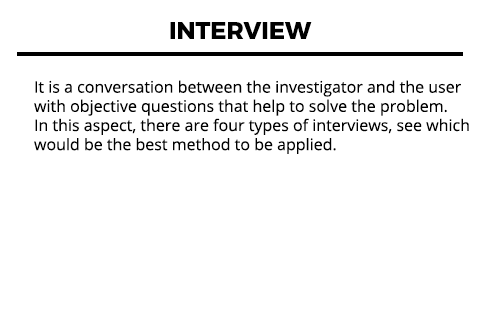 INTERVIEW
It is a conversation between the investigator and the user
with objective questions that help to solve the problem.
In this aspect, there are four types of interviews, see which
would be the best method to be applied.